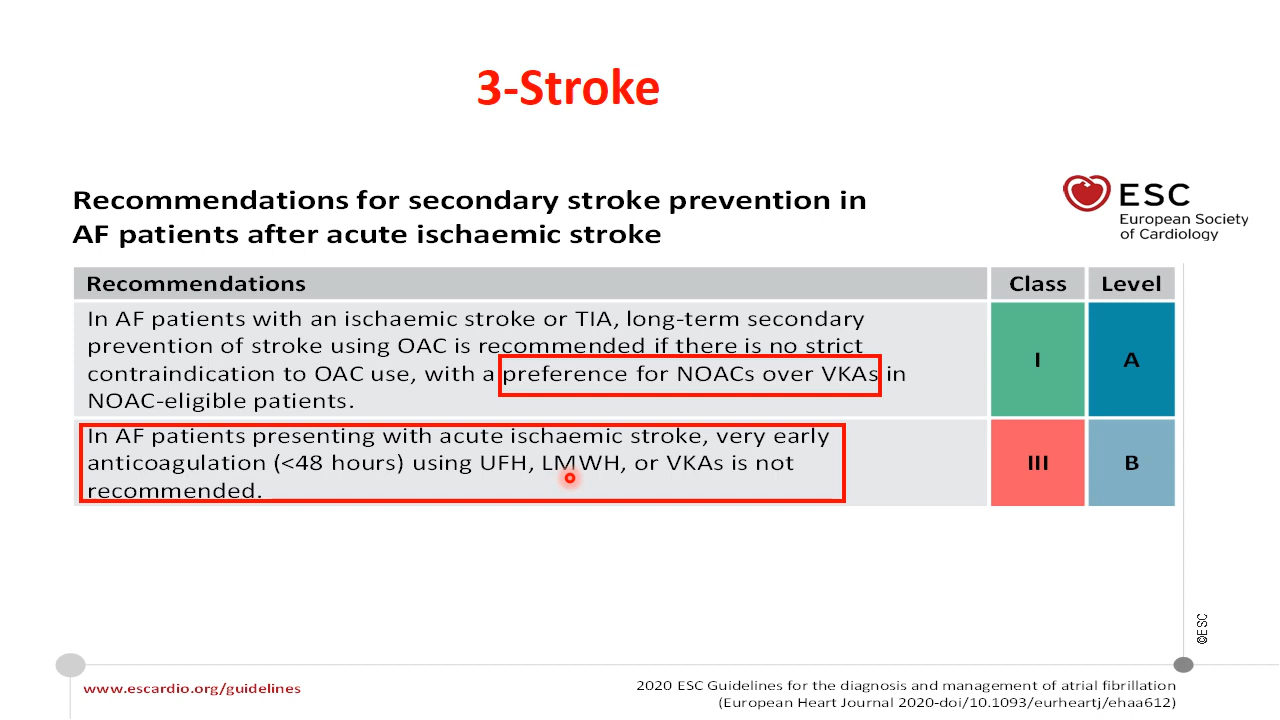 3-Stroke
Recommendations for secondary stroke prevention in
AF patients after acute ischaemic stroke
ESC
European Society
of Cardiology
Recommendations Class Level
In AF patients with an ischaemic stroke or TIA, long-term secondary
prevention of stroke using OAC is recommended if there is no strict
contraindication to OAC use, with a preference for NOACs over VKAs in
NOAC-eligible patients.
I A
In AF patients presenting with acute ischaemic stroke, very early
anticoagulation (<48 hours) using UFH, LMWH, or VKAs is not
recommended.
III B
©ESC
www.escardio.org/guidelines
2020 ESC Guidelines for the diagnosis and management of atrial fibrillation
(European Heart Journal 2020-doi/10.1093/eurheartj/ehaa612)